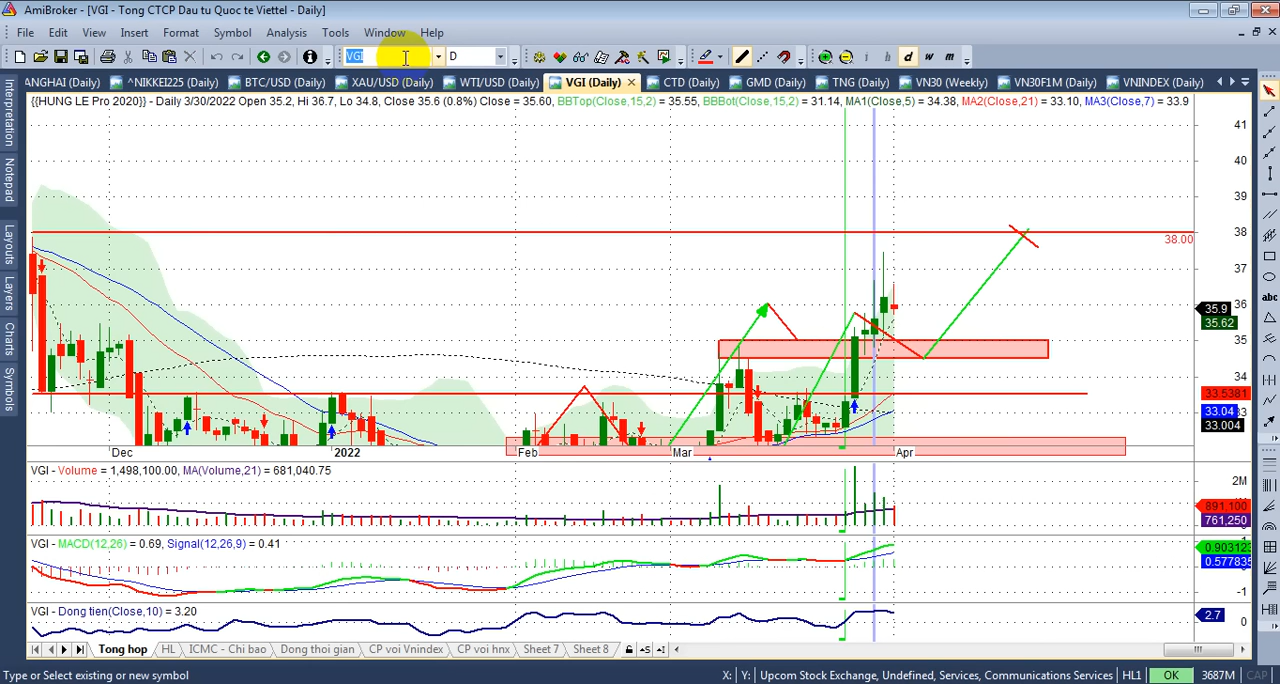 AmiBroker - [VGI - Tong CTCP Dau tu Quoc te Viettel - Daily]
File Edit View Insert Format Symbol Analysis Tools Window Help
VGI D d w m
ANGHAI (Daily) ^NIKKEI225 (Daily) BTC/USD (Daily) XAU/USD (Daily) WTI/USD (Daily) VGI (Daily) CTD (Daily) GMD (Daily) TNG (Daily) VN30 (Weekly) VN30F1M (Daily) VNINDEX (Daily)
{{HUNG LE Pro 2020}} - Daily 3/30/2022 Open 35.2, Hi 36.7, Lo 34.8, Close 35.6 (0.8%) Close = 35.60, BBTop(Close,15,2) = 35.55, BBBot(Close,15,2) = 31.14, MA1(Close,5) = 34.38, MA2(Close,21) = 33.10, MA3(Close,7) = 33.9
Interpretation
Notepad
Layouts
Layers
Charts
Symbols
abc
41
40
39
38
38.00
37
36
35.9
35.62
35
34
33.5381
33.04
33.004
Dec 2022 Feb Mar Apr
VGI - Volume = 1,498,100.00, MA(Volume,21) = 681,040.75
2M
891,100
761,250
VGI - MACD(12,26) = 0.69, Signal(12,26,9) = 0.41
0.903123
0.577835
-1
VGI - Dong tien(Close,10) = 3.20
2.7
0
Tong hop HL ICMC - Chi bao Dong thoi gian CP voi Vnindex CP voi hnx Sheet 7 Sheet 8
Type or Select existing or new symbol X: Y: Upcom Stock Exchange, Undefined, Services, Communications Services HL1 OK 3687M CAP